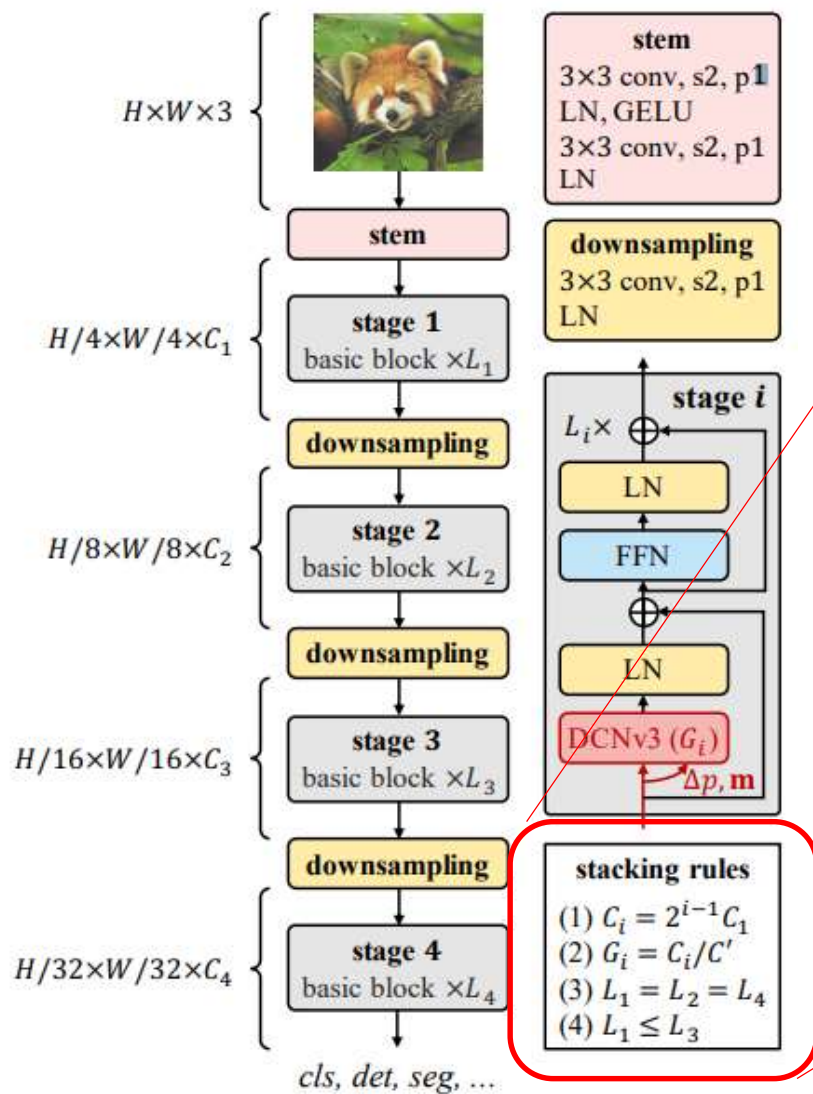 H×W×3
stem
H/4×W/4×C₁
stage 1
basic block ×L₁
downsampling
H/8×W/8×C₂
stage 2
basic block ×L₂
downsampling
H/16×W/16×C₃
stage 3
basic block ×L₃
downsampling
H/32×W/32×C₄
stage 4
basic block ×L₄
cls, det, seg, ...
stem
3×3 conv, s2, p1
LN, GELU
3×3 conv, s2, p1
LN
downsampling
3×3 conv, s2, p1
LN
stage i
Lᵢ×
LN
FFN
LN
DCNv3 (Gᵢ)
Δp, m
stacking rules
(1) Cᵢ = 2ⁱ⁻¹C₁
(2) Gᵢ = Cᵢ/C′
(3) L₁ = L₂ = L₄
(4) L₁ ≤ L₃